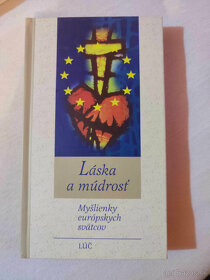 Láska
a múdrosť
Myšlienky
európskych
svätcov
LÚČ